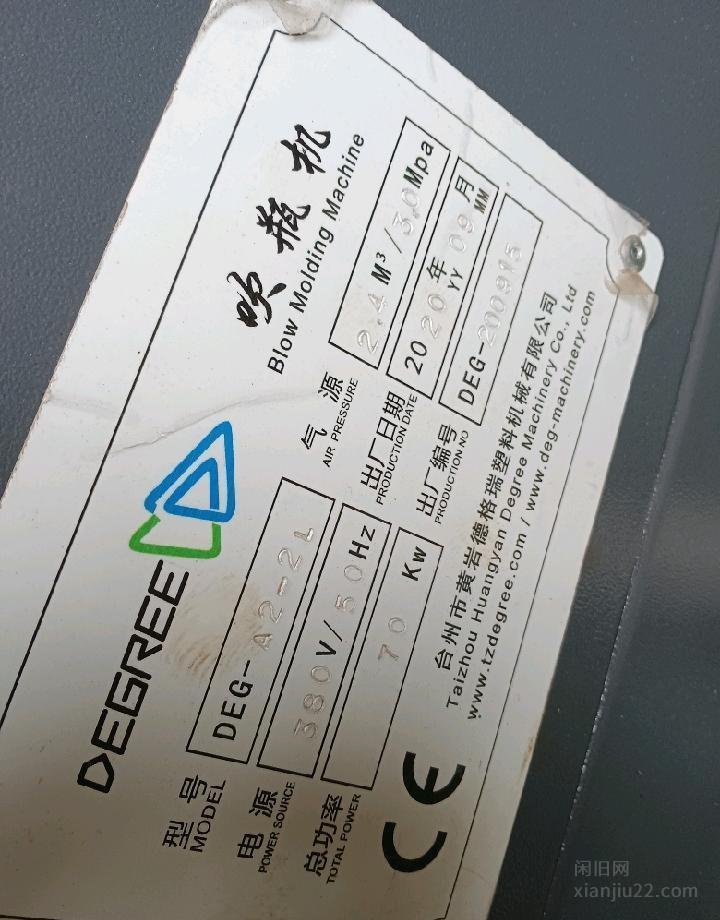 DEGREE
吹瓶机
Blow Molding Machine
型号 DEG-A2-2L
MODEL
气源 2.4 M³/3.0Mpa
AIR PRESSURE
电源 380V/50Hz
POWER SOURCE
出厂日期 2020年09月
PRODUCTION DATE YY MM
总功率 70 Kw
TOTAL POWER
出厂编号 DEG-200915
PRODUCTION NO
CE
台州市黄岩德格瑞塑料机械有限公司
Taizhou Huangyan Degree Machinery Co., Ltd
www.tzdegree.com / www.deg-machinery.com
闲旧网
xianjiu22.com